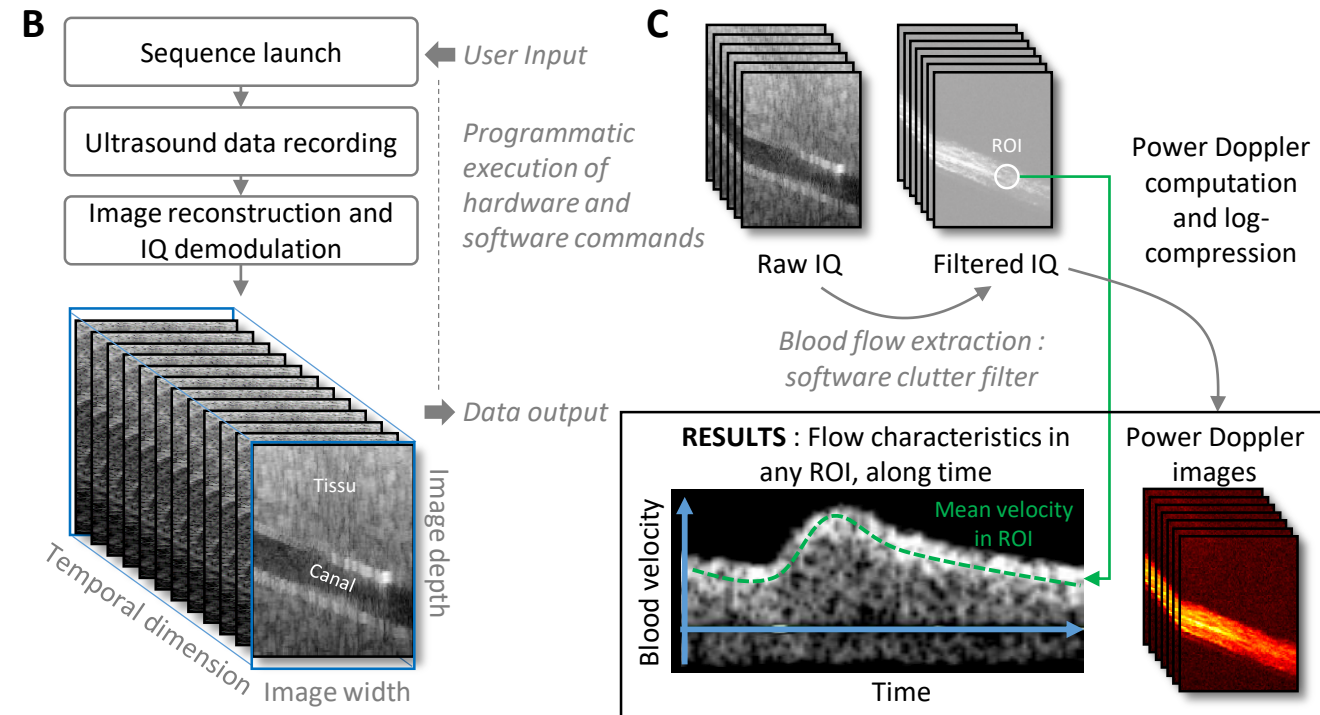 B
Sequence launch
User Input
Ultrasound data recording
Image reconstruction and
IQ demodulation
Programmatic
execution of
hardware and
software commands
Data output
Tissu
Canal
Image depth
Temporal dimension
Image width
C
ROI
Raw IQ
Filtered IQ
Power Doppler
computation
and log-
compression
Blood flow extraction :
software clutter filter
RESULTS : Flow characteristics in
any ROI, along time
Mean velocity
in ROI
Blood velocity
Time
Power Doppler
images